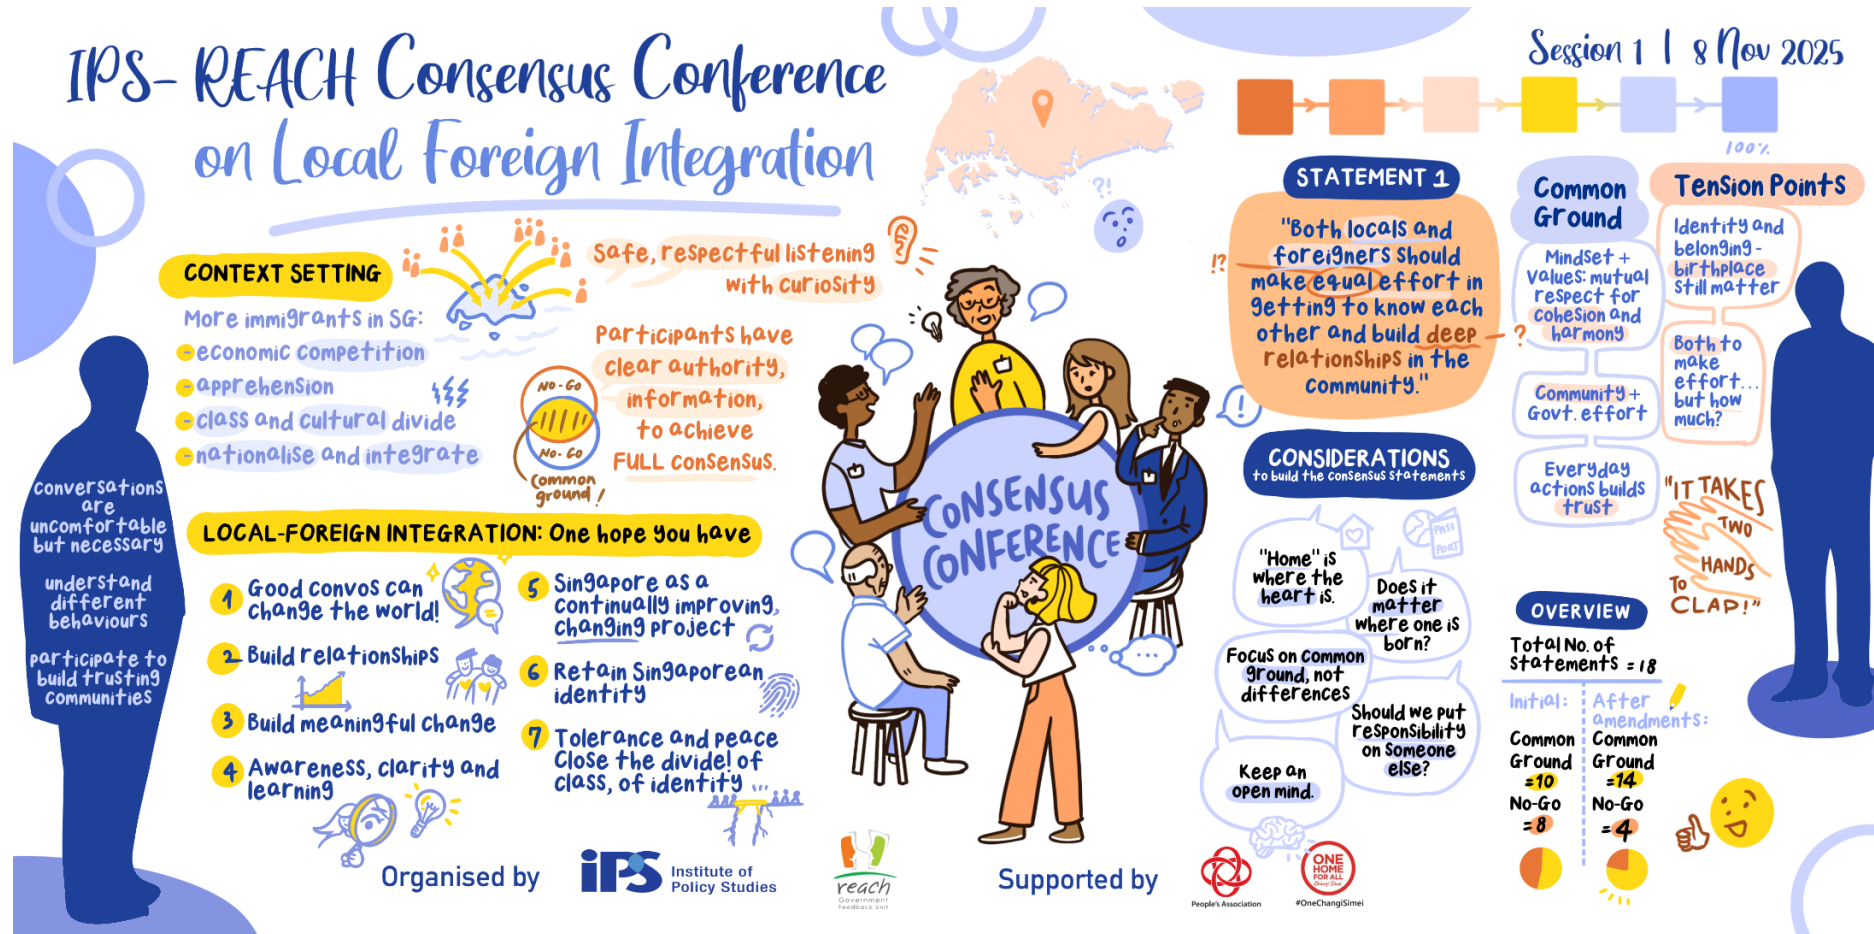 IPS- REACH Consensus Conference
on Local Foreign Integration
Session 1 | 8 Nov 2025
100%
CONTEXT SETTING
More immigrants in SG:
- economic competition
- apprehension
- class and cultural divide
- nationalise and integrate
Safe, respectful listening
with curiosity
Participants have
clear authority,
information,
to achieve
FULL consensus.
NO-GO
NO-GO
Common
ground!
conversations
are
uncomfortable
but necessary
understand
different
behaviours
participate to
build trusting
communities
LOCAL-FOREIGN INTEGRATION: One hope you have
1 Good convos can
change the world!
2 Build relationships
3 Build meaningful change
4 Awareness, clarity and
learning
5 Singapore as a
continually improving,
changing project
6 Retain Singaporean
identity
7 Tolerance and peace
Close the divide! of
class, of identity
?!
CONSENSUS
CONFERENCE
!
...
STATEMENT 1
!?
"Both locals and
foreigners should
make equal effort in
getting to know each
other and build deep
relationships in the
community."
?
CONSIDERATIONS
to build the consensus statements
"Home" is
where the
heart is.
PASS
PORT
Does it
matter
where one is
born?
Focus on common
ground, not
differences
Should we put
responsibility
on someone
else?
Keep an
open mind.
Common
Ground
Mindset +
values: mutual
respect for
cohesion and
harmony
Community +
Govt. effort
Everyday
actions builds
trust
Tension Points
Identity and
belonging -
birthplace
still matter
Both to
make
effort...
but how
much?
"IT TAKES
TWO
HANDS
TO
CLAP!"
OVERVIEW
Total No. of
statements = 18
Initial:
Common
Ground
=10
No-Go
=8
After
amendments:
Common
Ground
=14
No-Go
=4
Organised by
iPS
Institute of
Policy Studies
reach
Government
Feedback Unit
Supported by
People's Association
ONE
HOME
FOR ALL
Changi Simei
#OneChangiSimei